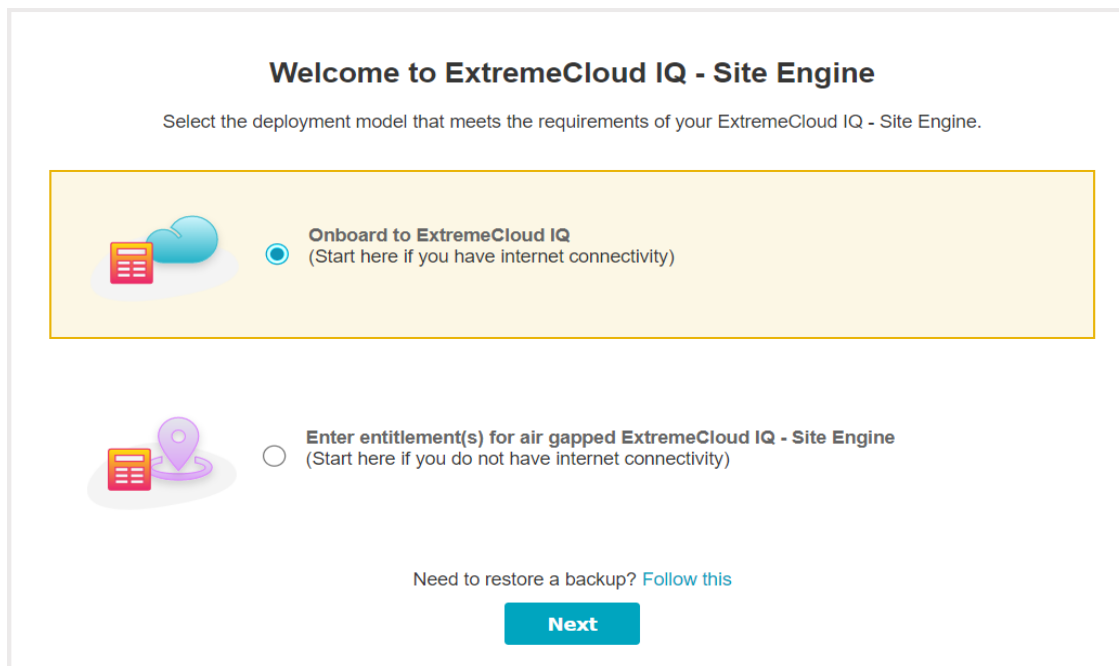 Welcome to ExtremeCloud IQ - Site Engine
Select the deployment model that meets the requirements of your ExtremeCloud IQ - Site Engine.
Onboard to ExtremeCloud IQ
(Start here if you have internet connectivity)
Enter entitlement(s) for air gapped ExtremeCloud IQ - Site Engine
(Start here if you do not have internet connectivity)
Need to restore a backup? Follow this
Next